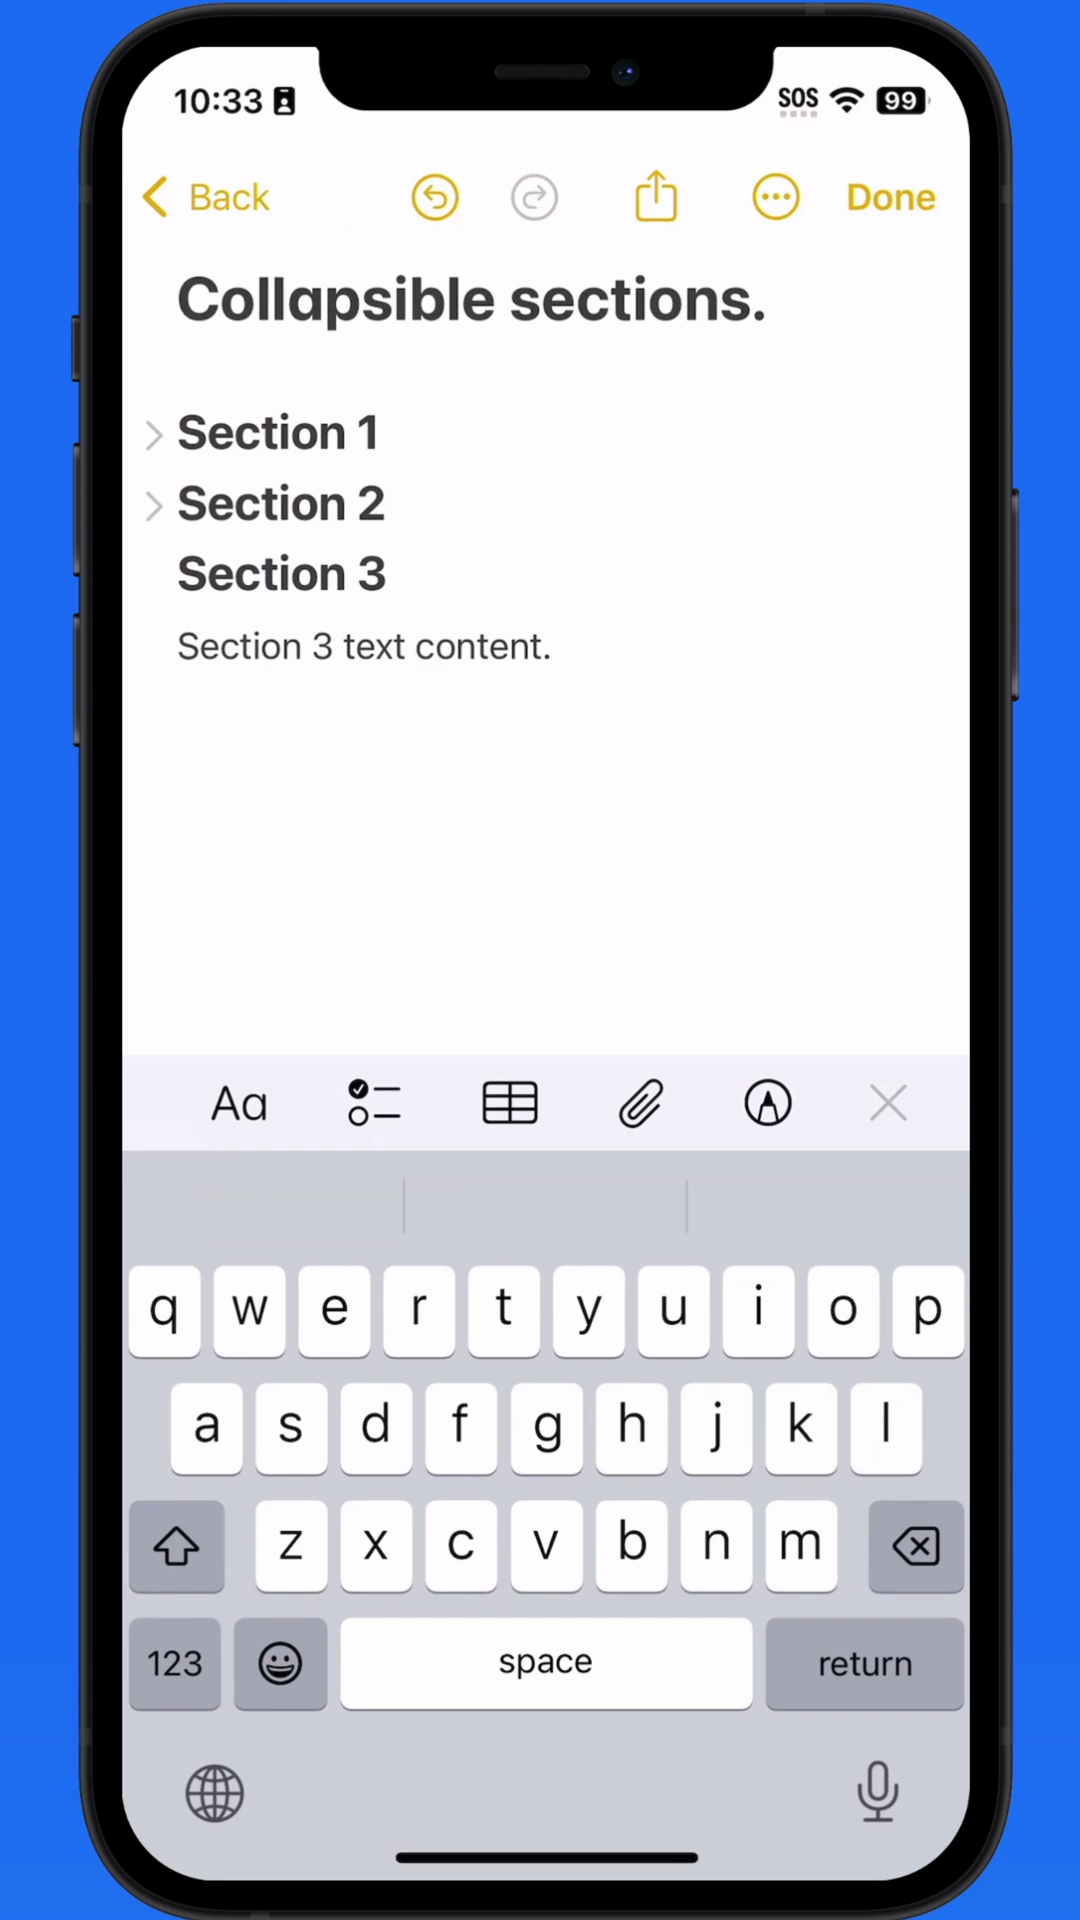 10:33 SOS 99
Back Done
Collapsible sections.
Section 1
Section 2
Section 3
Section 3 text content.
Aa
q w e r t y u i o p
a s d f g h j k l
z x c v b n m
123 space return